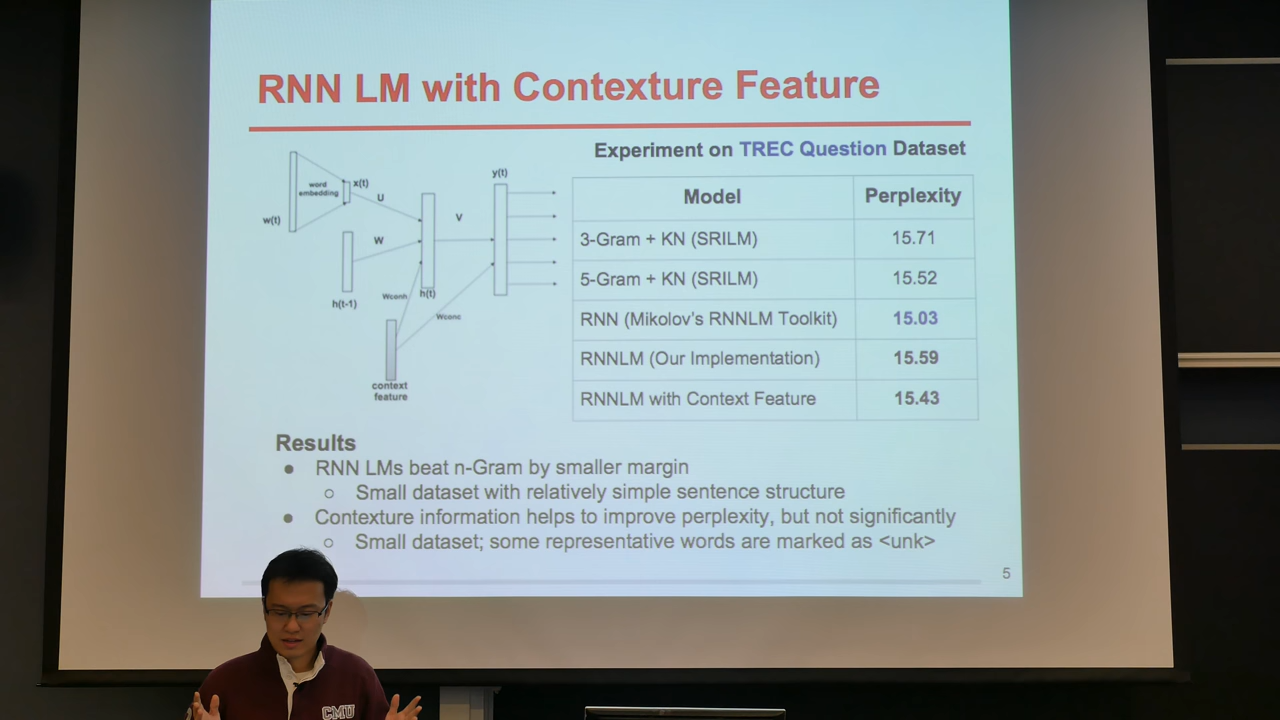 RNN LM with Contexture Feature
Experiment on TREC Question Dataset
word
embedding
x(t)
w(t)
U
W
h(t-1)
Wconh
h(t)
V
y(t)
Wconc
context
feature
Model Perplexity
3-Gram + KN (SRILM) 15.71
5-Gram + KN (SRILM) 15.52
RNN (Mikolov's RNNLM Toolkit) 15.03
RNNLM (Our Implementation) 15.59
RNNLM with Context Feature 15.43
Results
● RNN LMs beat n-Gram by smaller margin
○ Small dataset with relatively simple sentence structure
● Contexture information helps to improve perplexity, but not significantly
○ Small dataset; some representative words are marked as <unk>
5
CMU